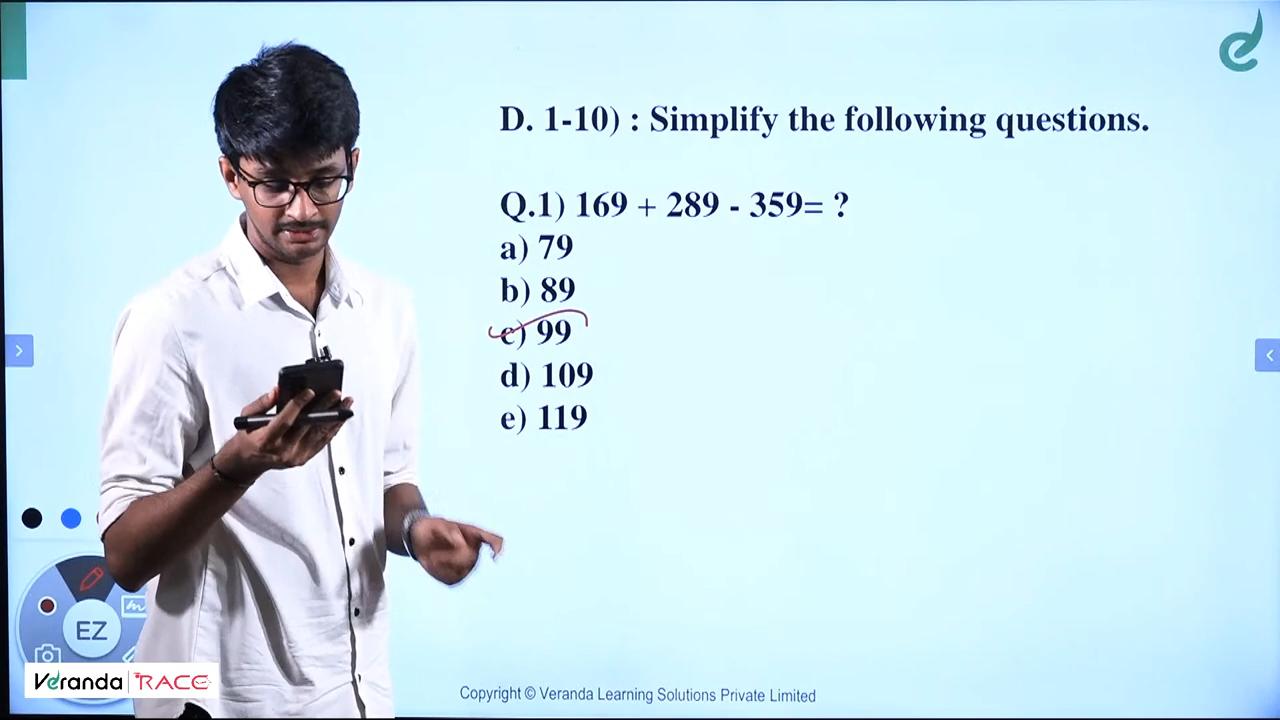 D. 1-10) : Simplify the following questions.
Q.1) 169 + 289 - 359= ?
a) 79
b) 89
c) 99
d) 109
e) 119
EZ
Veranda RACE
Copyright © Veranda Learning Solutions Private Limited